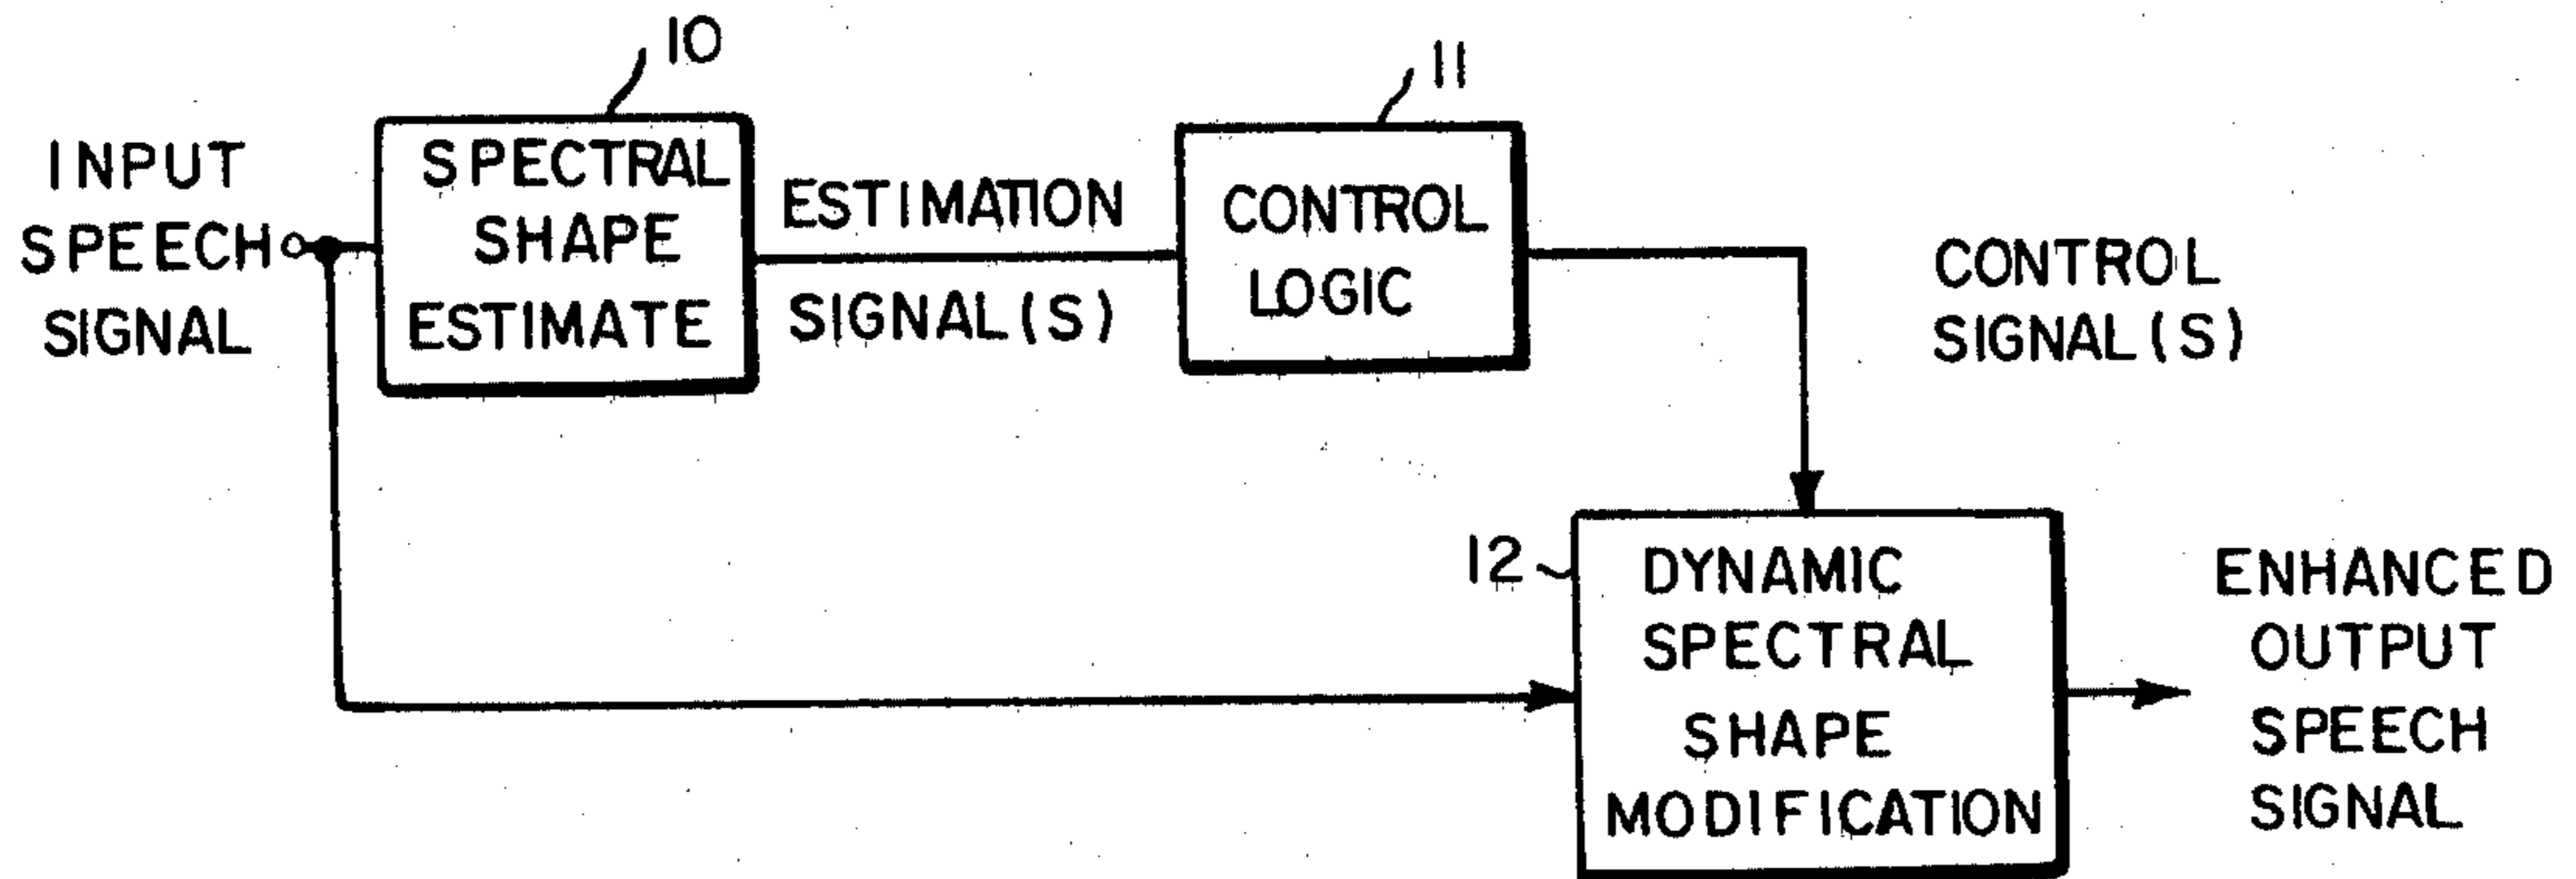 10
11
INPUT
SPEECH
SIGNAL
SPECTRAL
SHAPE
ESTIMATE
ESTIMATION
SIGNAL(S)
CONTROL
LOGIC
CONTROL
SIGNAL(S)
12
DYNAMIC
SPECTRAL
SHAPE
MODIFICATION
ENHANCED
OUTPUT
SPEECH
SIGNAL